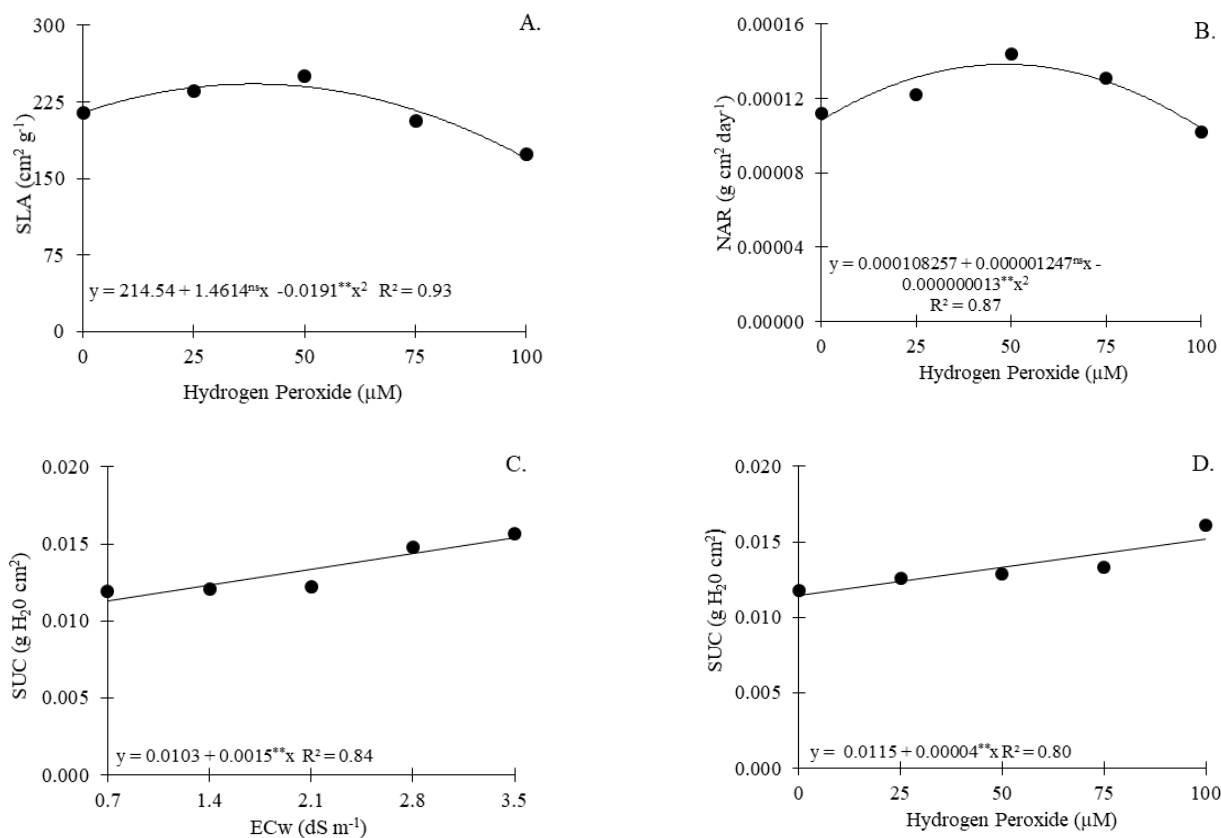 A.
300
225
150
75
0
SLA (cm² g⁻¹)
y = 214.54 + 1.4614ⁿˢx -0.0191**x² R² = 0.93
0 25 50 75 100
Hydrogen Peroxide (µM)
B.
0.00016
0.00012
0.00008
0.00004
0.00000
NAR (g cm² day⁻¹)
y = 0.000108257 + 0.000001247ⁿˢx -
0.000000013**x²
R² = 0.87
0 25 50 75 100
Hydrogen Peroxide (µM)
C.
0.020
0.015
0.010
0.005
0.000
SUC (g H₂0 cm²)
y = 0.0103 + 0.0015**x R² = 0.84
0.7 1.4 2.1 2.8 3.5
ECw (dS m⁻¹)
D.
0.020
0.015
0.010
0.005
0.000
SUC (g H₂0 cm²)
y = 0.0115 + 0.00004**x R² = 0.80
0 25 50 75 100
Hydrogen Peroxide (µM)